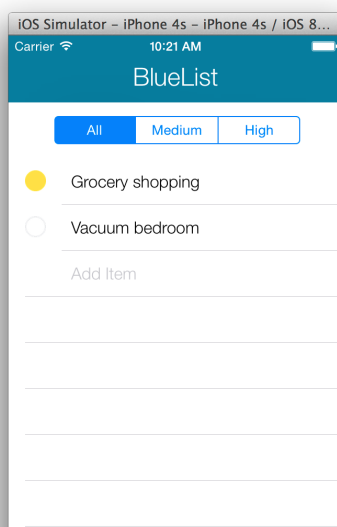 iOS Simulator – iPhone 4s – iPhone 4s / iOS 8...
Carrier 10:21 AM
BlueList
All Medium High
Grocery shopping
Vacuum bedroom
Add Item